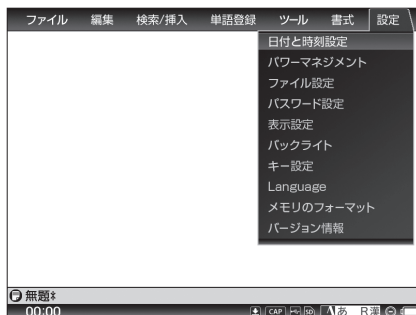 ファイル 編集 検索/挿入 単語登録 ツール 書式 設定
日付と時刻設定
パワーマネジメント
ファイル設定
パスワード設定
表示設定
バックライト
キー設定
Language
メモリのフォーマット
バージョン情報
無題*
00:00 CAP SD あ R漢